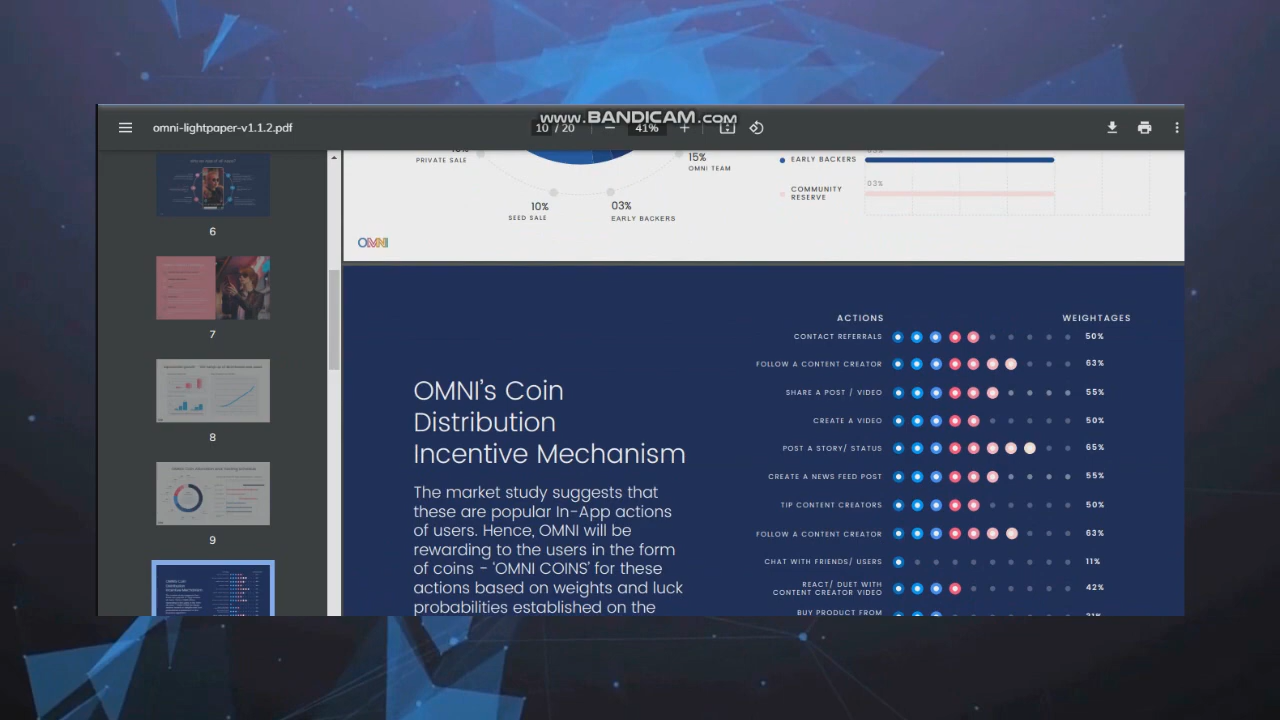 www.BANDICAM.com
omni-lightpaper-v1.1.2.pdf
10 / 20
41%
PRIVATE SALE
15%
OMNI TEAM
10%
SEED SALE
03%
EARLY BACKERS
EARLY BACKERS
93%
COMMUNITY
RESERVE
OMNI
6
7
8
9
OMNI's Coin
Distribution
Incentive Mechanism
The market study suggests that
these are popular In-App actions
of users. Hence, OMNI will be
rewarding to the users in the form
of coins - 'OMNI COINS' for these
actions based on weights and luck
probabilities established on the
ACTIONS WEIGHTAGES
CONTACT REFERRALS 50%
FOLLOW A CONTENT CREATOR 63%
SHARE A POST / VIDEO 55%
CREATE A VIDEO 50%
POST A STORY/ STATUS 65%
CREATE A NEWS FEED POST 55%
TIP CONTENT CREATORS 50%
FOLLOW A CONTENT CREATOR 63%
CHAT WITH FRIENDS/ USERS 11%
REACT/ DUET WITH
CONTENT CREATOR VIDEO 42%
BUY PRODUCT FROM